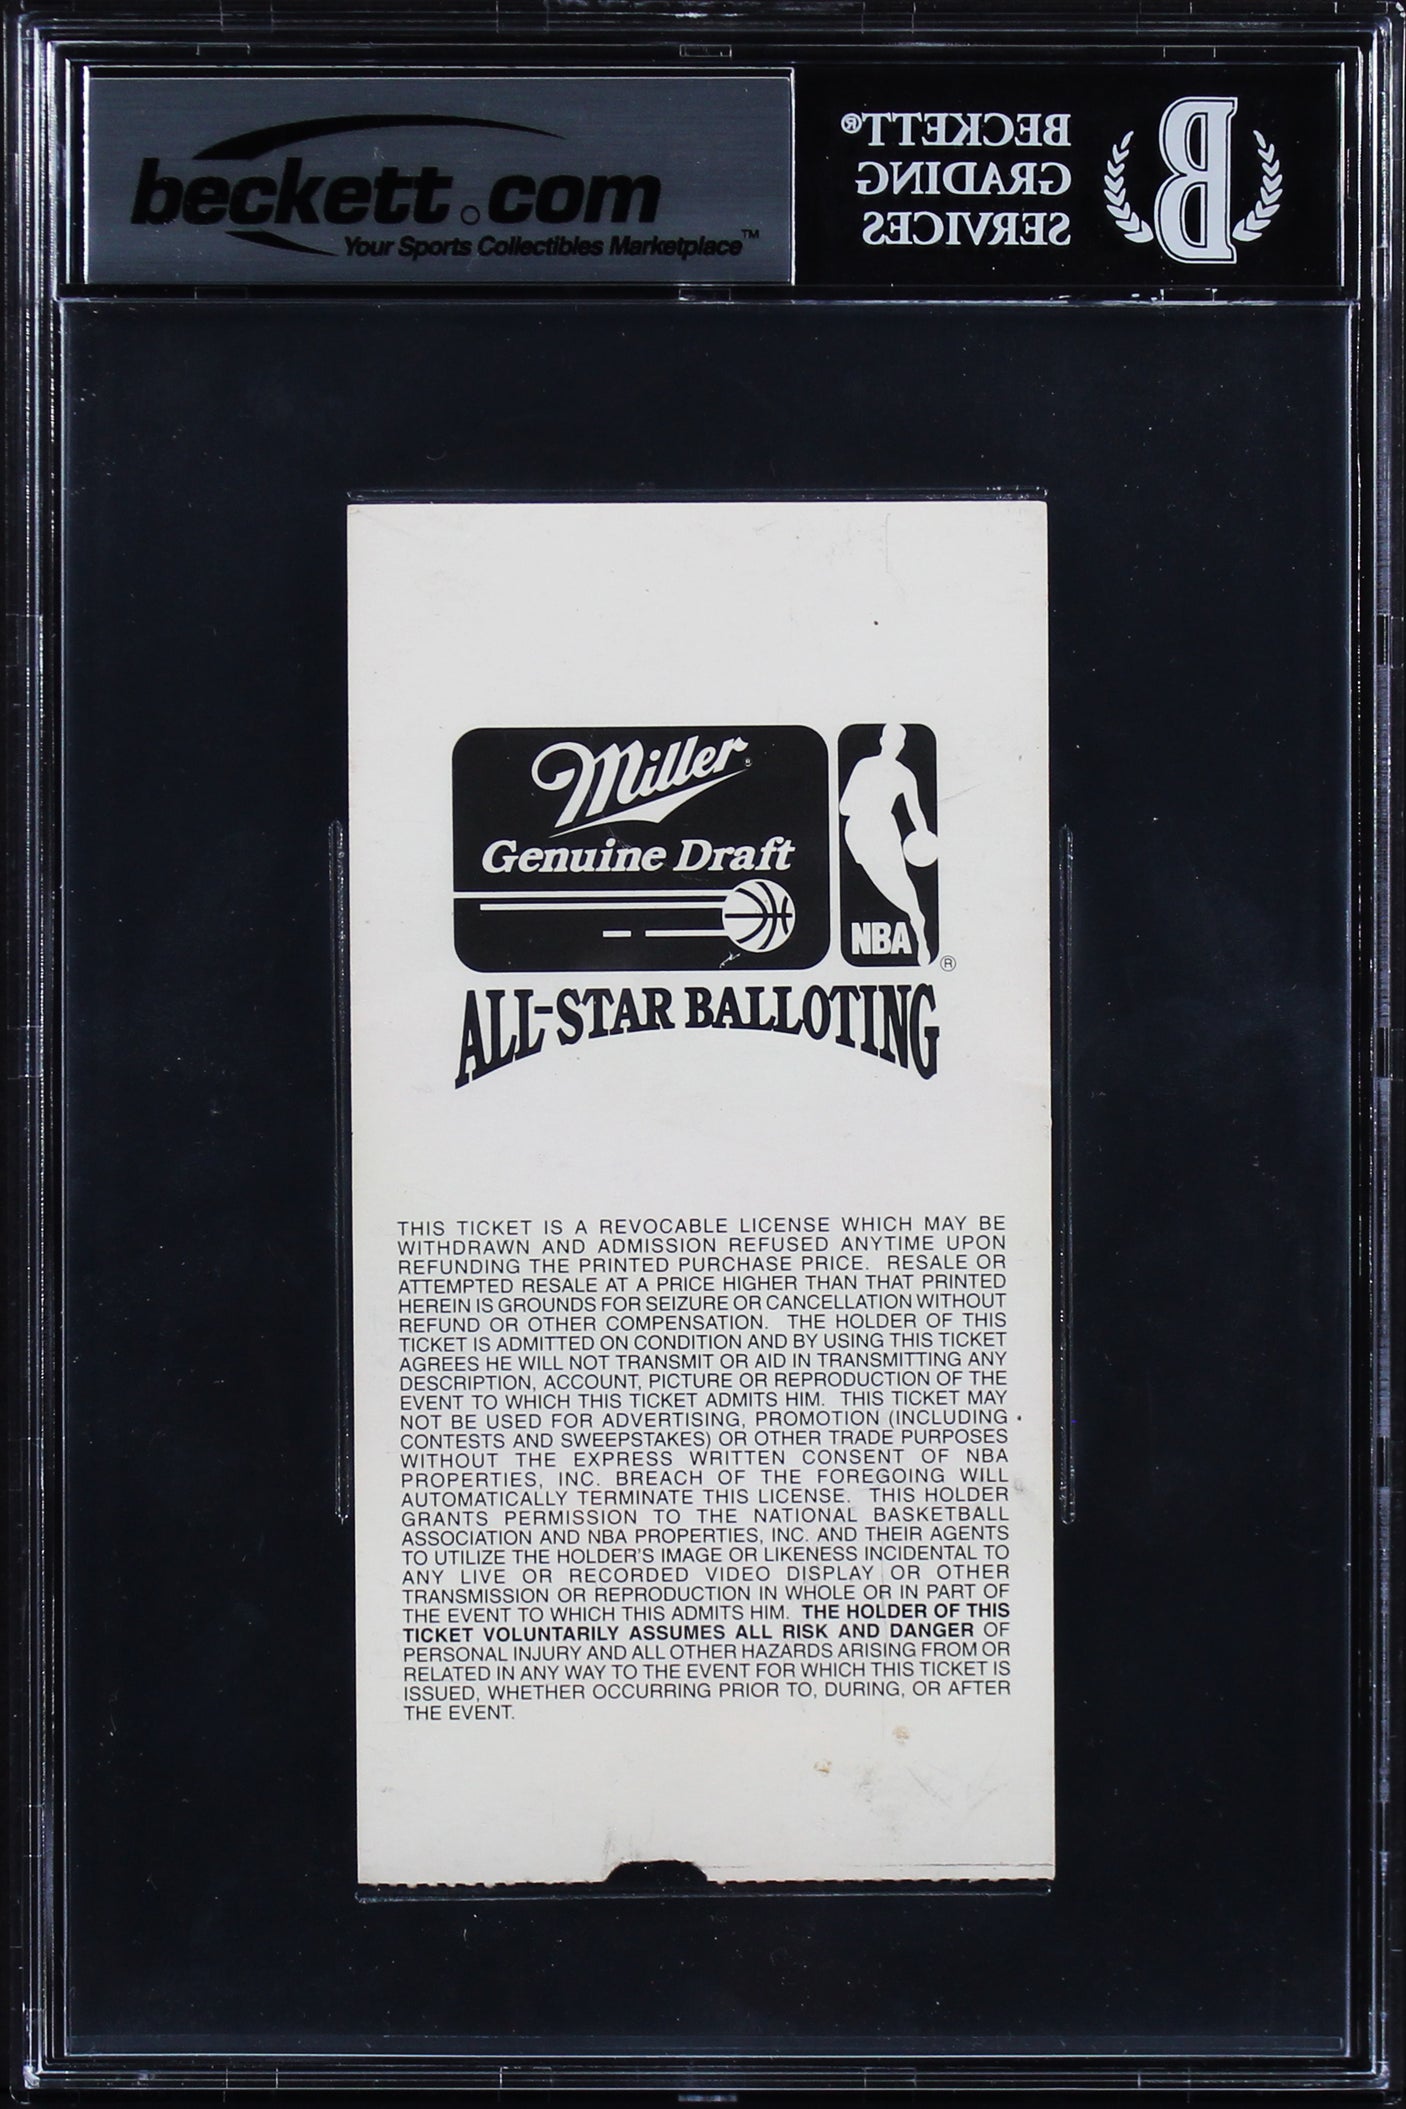 beckett.com
Your Sports Collectibles Marketplace™
BECKETT®
GRADING
SERVICES
B
Miller®
Genuine Draft
NBA
®
ALL-STAR BALLOTING
THIS TICKET IS A REVOCABLE LICENSE WHICH MAY BE
WITHDRAWN AND ADMISSION REFUSED ANYTIME UPON
REFUNDING THE PRINTED PURCHASE PRICE. RESALE OR
ATTEMPTED RESALE AT A PRICE HIGHER THAN THAT PRINTED
HEREIN IS GROUNDS FOR SEIZURE OR CANCELLATION WITHOUT
REFUND OR OTHER COMPENSATION. THE HOLDER OF THIS
TICKET IS ADMITTED ON CONDITION AND BY USING THIS TICKET
AGREES HE WILL NOT TRANSMIT OR AID IN TRANSMITTING ANY
DESCRIPTION, ACCOUNT, PICTURE OR REPRODUCTION OF THE
EVENT TO WHICH THIS TICKET ADMITS HIM. THIS TICKET MAY
NOT BE USED FOR ADVERTISING, PROMOTION (INCLUDING
CONTESTS AND SWEEPSTAKES) OR OTHER TRADE PURPOSES
WITHOUT THE EXPRESS WRITTEN CONSENT OF NBA
PROPERTIES, INC. BREACH OF THE FOREGOING WILL
AUTOMATICALLY TERMINATE THIS LICENSE. THIS HOLDER
GRANTS PERMISSION TO THE NATIONAL BASKETBALL
ASSOCIATION AND NBA PROPERTIES, INC. AND THEIR AGENTS
TO UTILIZE THE HOLDER'S IMAGE OR LIKENESS INCIDENTAL TO
ANY LIVE OR RECORDED VIDEO DISPLAY OR OTHER
TRANSMISSION OR REPRODUCTION IN WHOLE OR IN PART OF
THE EVENT TO WHICH THIS ADMITS HIM. THE HOLDER OF THIS
TICKET VOLUNTARILY ASSUMES ALL RISK AND DANGER OF
PERSONAL INJURY AND ALL OTHER HAZARDS ARISING FROM OR
RELATED IN ANY WAY TO THE EVENT FOR WHICH THIS TICKET IS
ISSUED, WHETHER OCCURRING PRIOR TO, DURING, OR AFTER
THE EVENT.